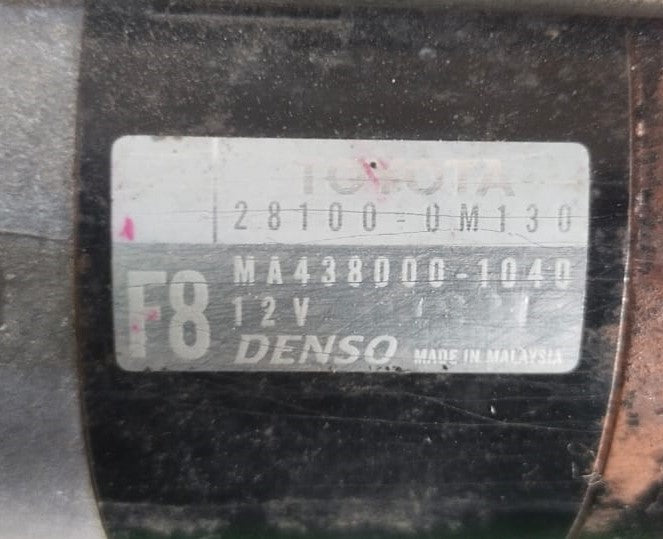 TOYOTA
28100-0M130
MA438000-1040
F8
12V
DENSO MADE IN MALAYSIA